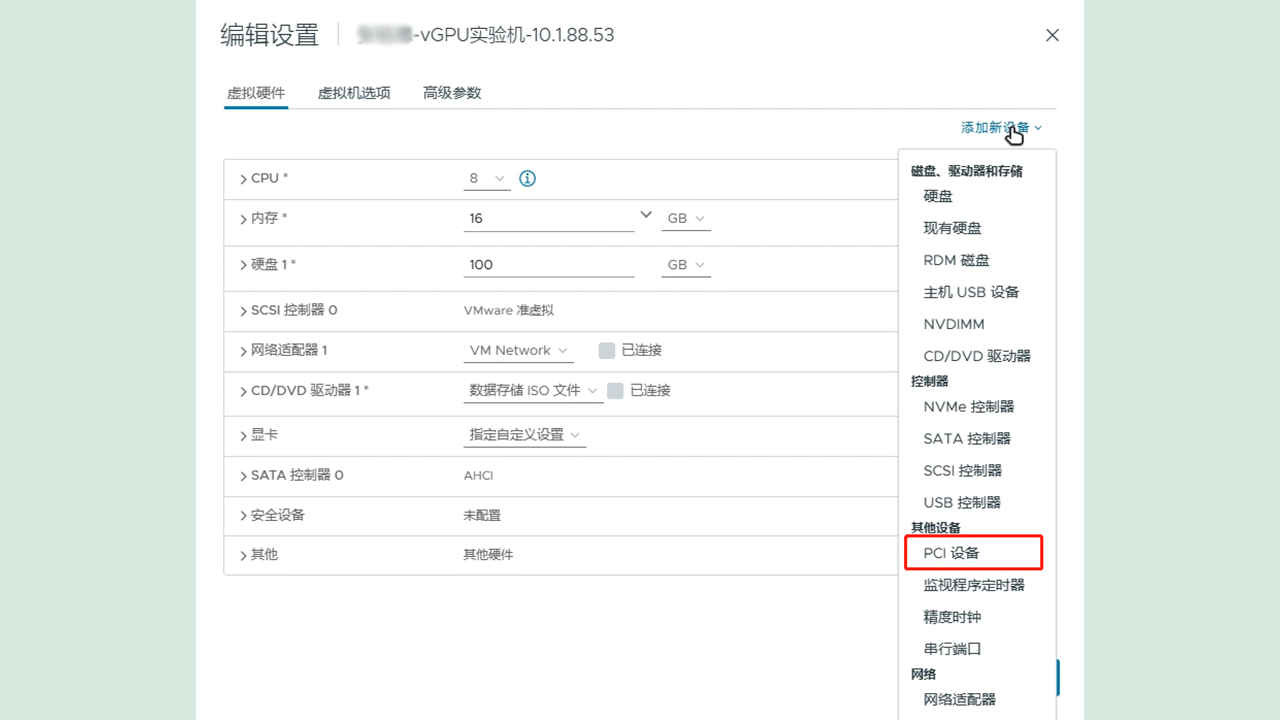 编辑设置
-vGPU实验机-10.1.88.53
虚拟硬件 虚拟机选项 高级参数
添加新设备
CPU * 8
内存 * 16 GB
硬盘 1 * 100 GB
SCSI 控制器 0 VMware 准虚拟
网络适配器 1 VM Network 已连接
CD/DVD 驱动器 1 * 数据存储 ISO 文件 已连接
显卡 指定自定义设置
SATA 控制器 0 AHCI
安全设备 未配置
其他 其他硬件
磁盘、驱动器和存储
硬盘
现有硬盘
RDM 磁盘
主机 USB 设备
NVDIMM
CD/DVD 驱动器
控制器
NVMe 控制器
SATA 控制器
SCSI 控制器
USB 控制器
其他设备
PCI 设备
监视程序定时器
精度时钟
串行端口
网络
网络适配器